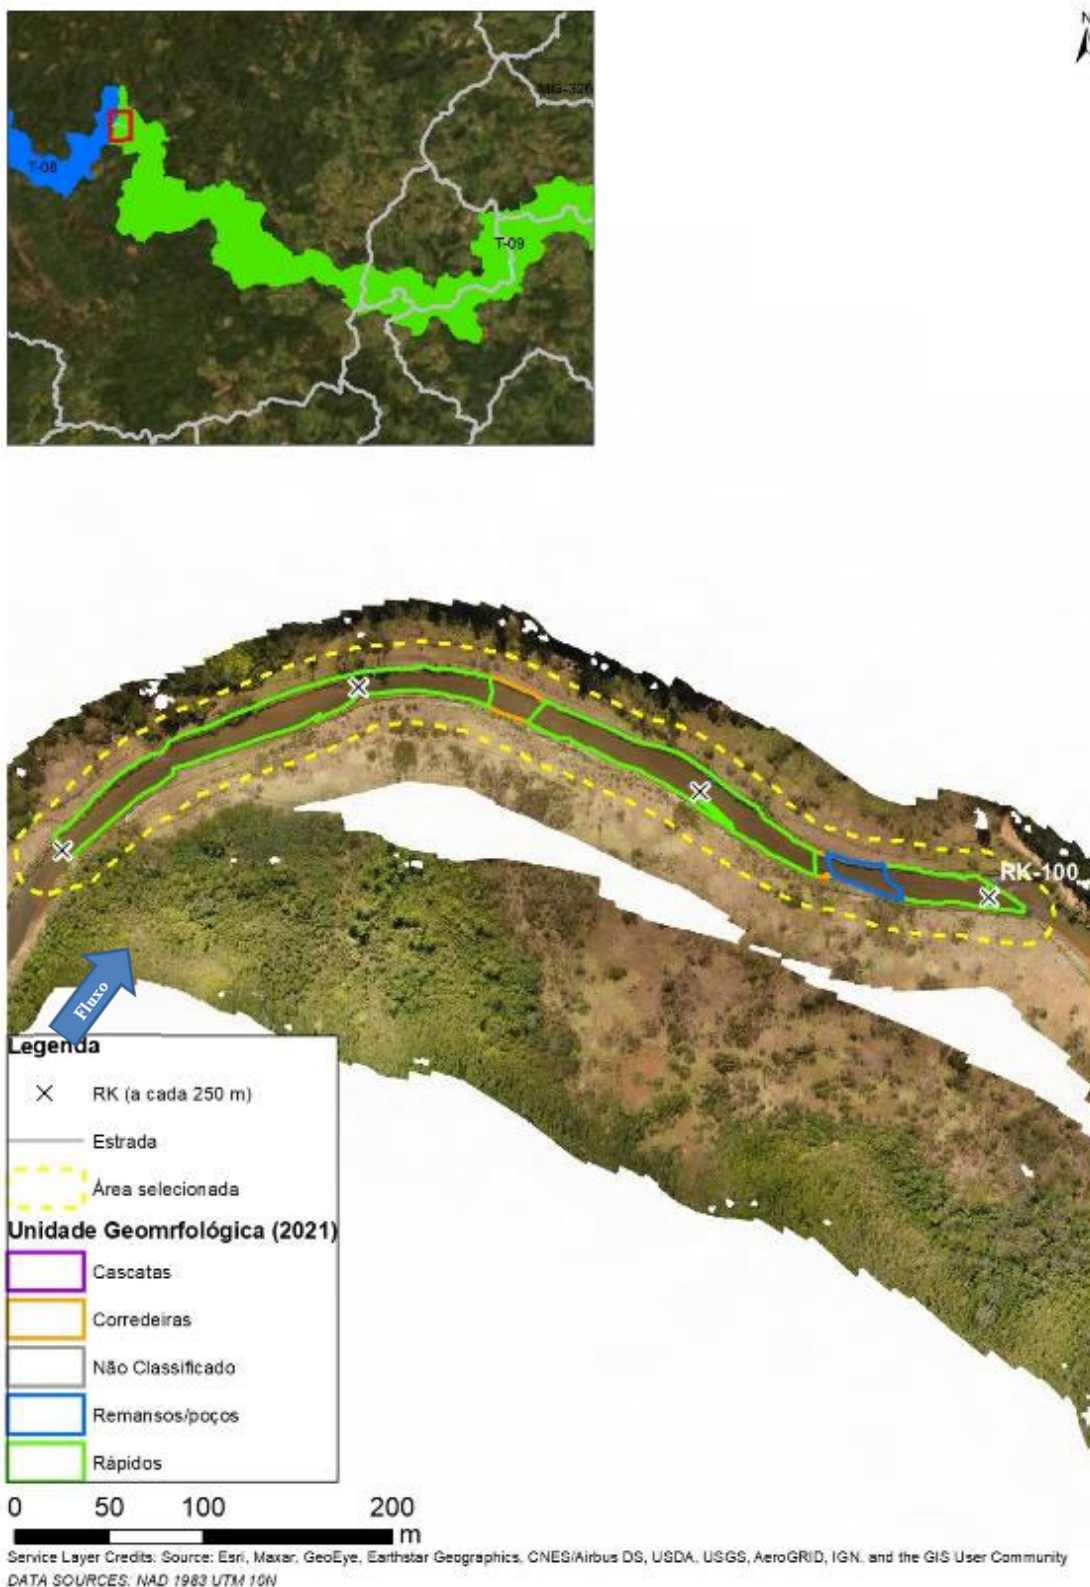 N
MG-326
T-08
T-09
RK-100
Fluxo
Legenda
RK (a cada 250 m)
Estrada
Área selecionada
Unidade Geomrfológica (2021)
Cascatas
Corredeiras
Não Classificado
Remansos/poços
Rápidos
0 50 100 200
m
Service Layer Credits: Source: Esri, Maxar, GeoEye, Earthstar Geographics, CNES/Airbus DS, USDA, USGS, AeroGRID, IGN, and the GIS User Community
DATA SOURCES: NAD 1983 UTM 10N